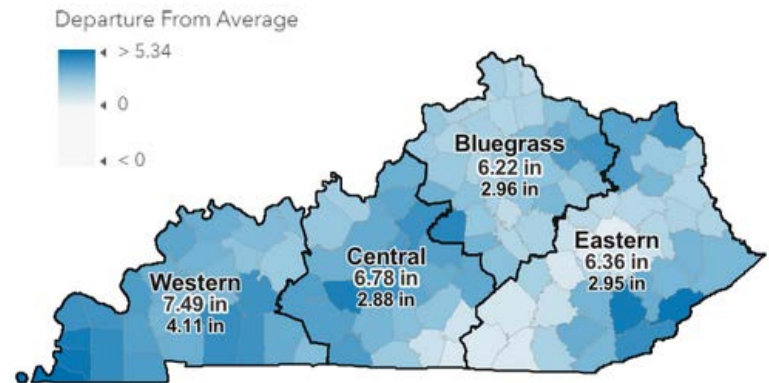 Departure From Average
> 5.34
0
< 0
Bluegrass
6.22 in
2.96 in
Eastern
6.36 in
2.95 in
Central
6.78 in
2.88 in
Western
7.49 in
4.11 in